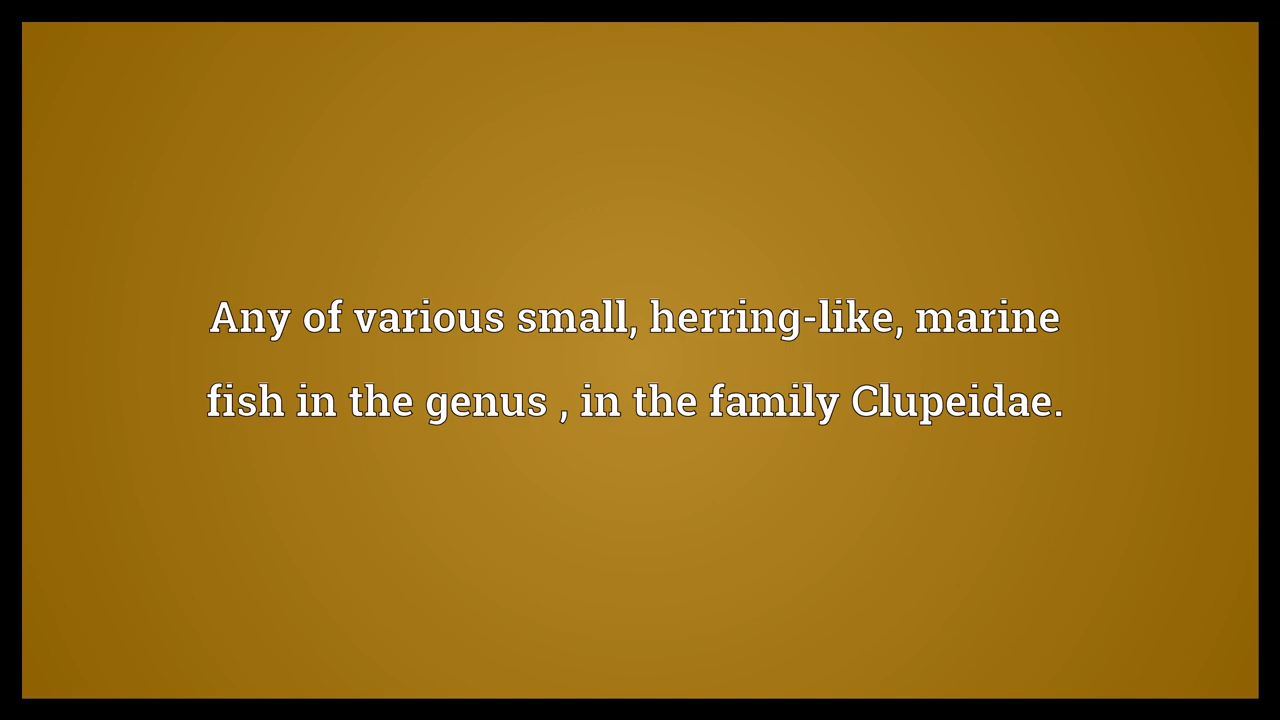 Any of various small, herring-like, marine
fish in the genus , in the family Clupeidae.